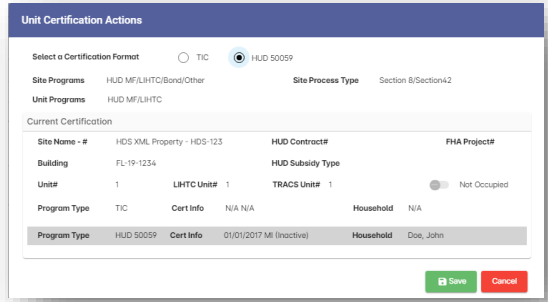 Unit Certification Actions
Select a Certification Format TIC HUD 50059
Site Programs HUD MF/LIHTC/Bond/Other Site Process Type Section 8/Section42
Unit Programs HUD MF/LIHTC
Current Certification
Site Name - # HDS XML Property - HDS-123 HUD Contract# FHA Project#
Building FL-19-1234 HUD Subsidy Type
Unit# 1 LIHTC Unit# 1 TRACS Unit# 1 Not Occupied
Program Type TIC Cert Info N/A N/A Household N/A
Program Type HUD 50059 Cert Info 01/01/2017 MI (Inactive) Household Doe, John
Save Cancel